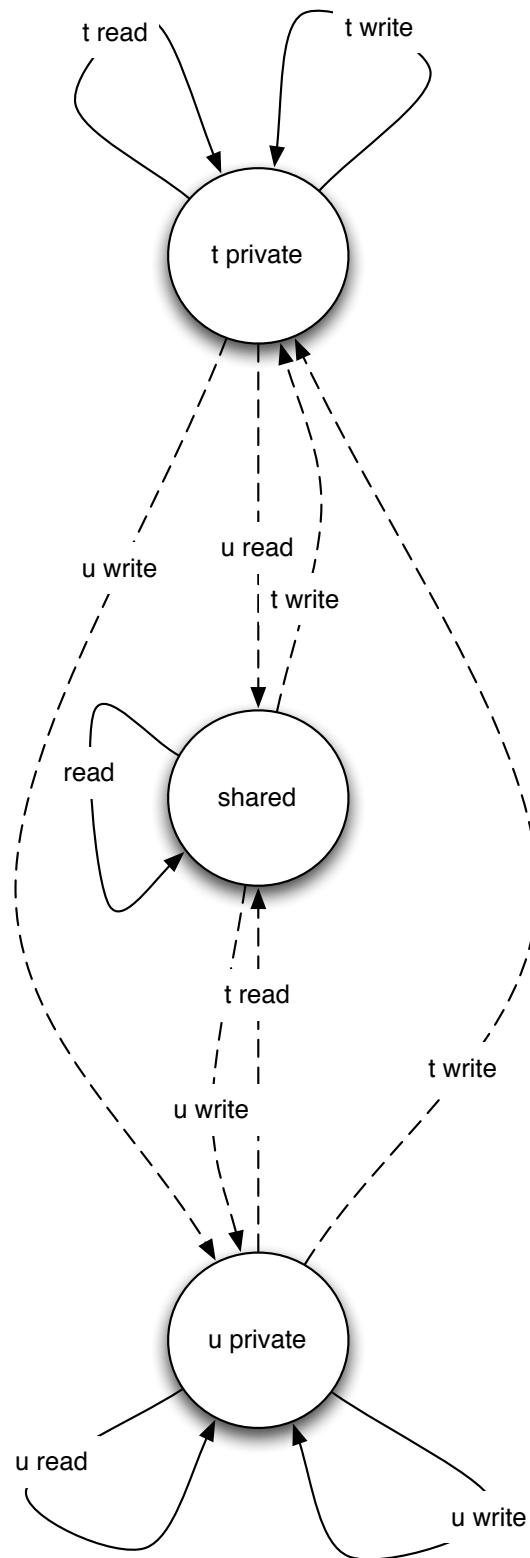 t read
t write
t private
u read
u write
t write
read
shared
t read
t write
u write
u private
u read
u write